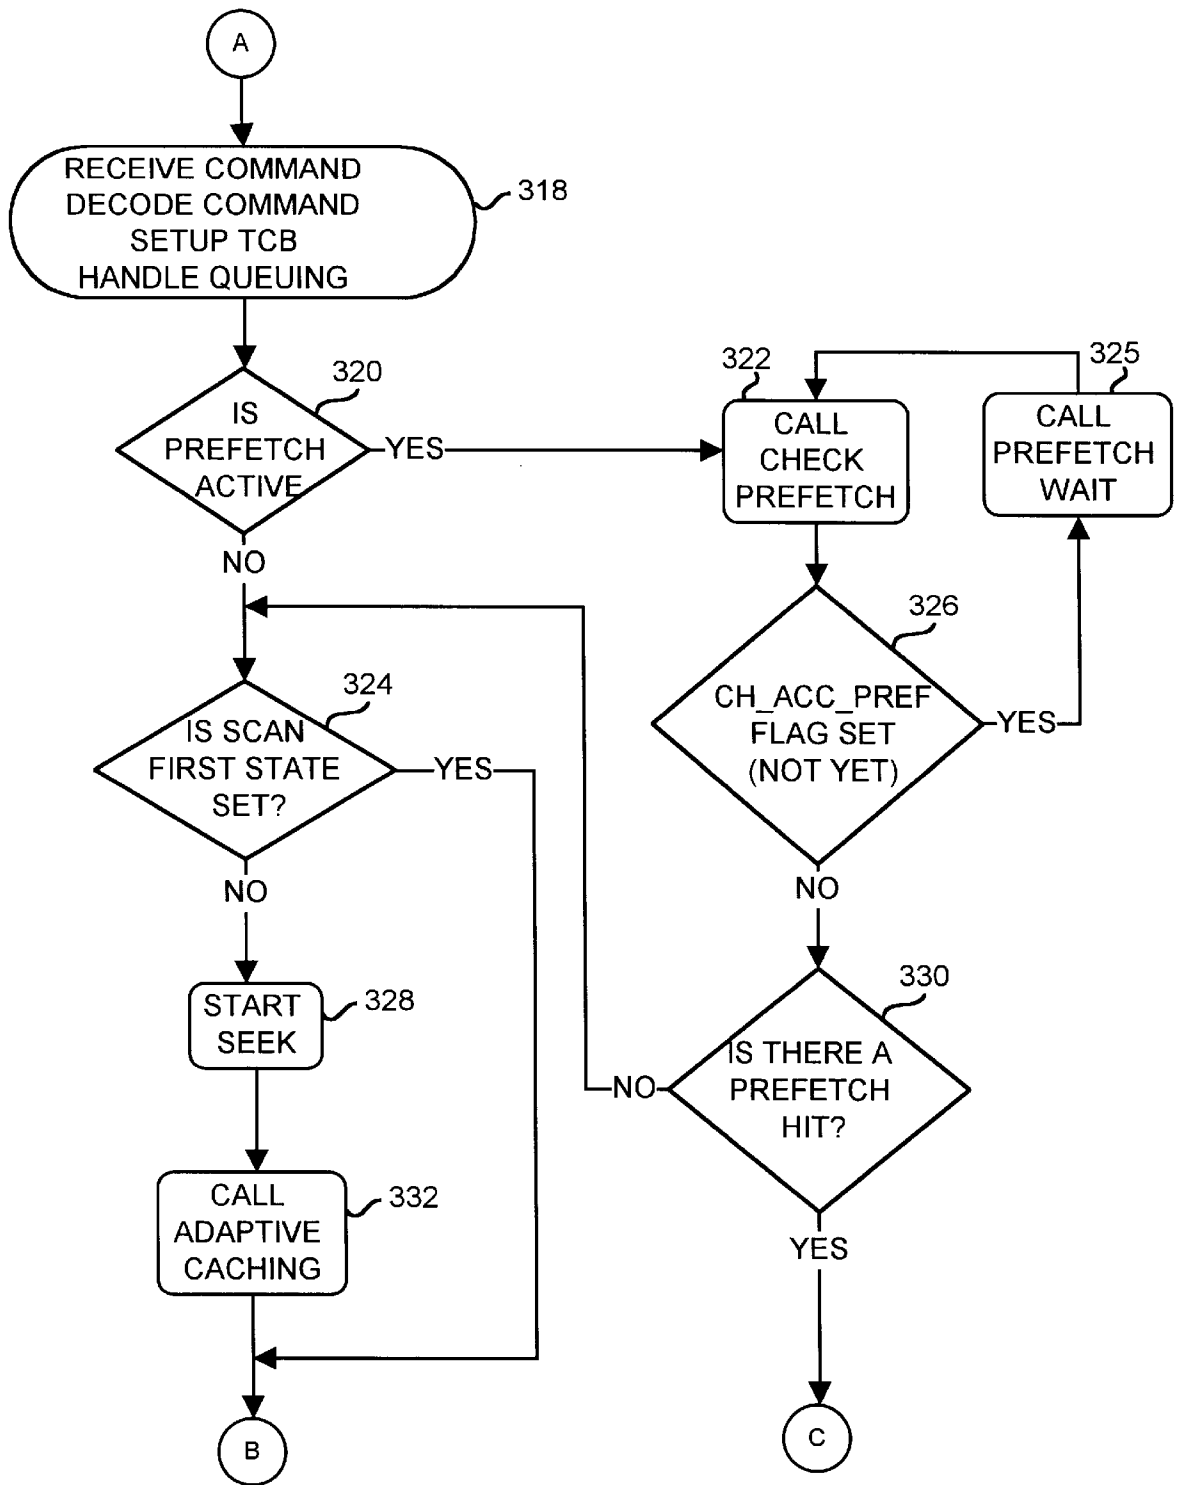 A
RECEIVE COMMAND
DECODE COMMAND
SETUP TCB
HANDLE QUEUING
318
320
IS
PREFETCH
ACTIVE
YES
NO
322
CALL
CHECK
PREFETCH
325
CALL
PREFETCH
WAIT
324
IS SCAN
FIRST STATE
SET?
YES
NO
326
CH_ACC_PREF
FLAG SET
(NOT YET)
YES
NO
START
SEEK
328
330
IS THERE A
PREFETCH
HIT?
NO
YES
CALL
ADAPTIVE
CACHING
332
B
C